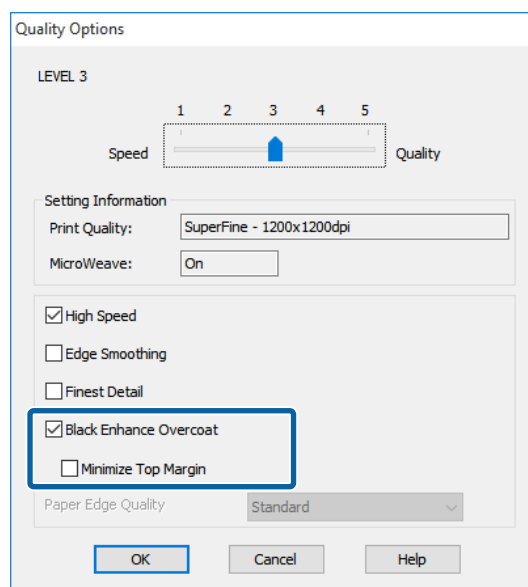 Quality Options
LEVEL 3
1 2 3 4 5
Speed Quality
Setting Information
Print Quality: SuperFine - 1200x1200dpi
MicroWeave: On
High Speed
Edge Smoothing
Finest Detail
Black Enhance Overcoat
Minimize Top Margin
Paper Edge Quality Standard
OK Cancel Help